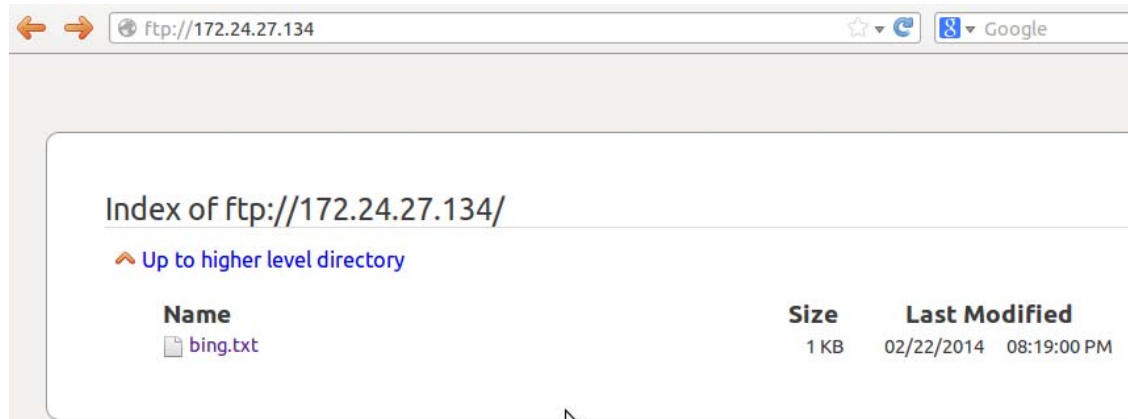 ftp://172.24.27.134
8 Google
Index of ftp://172.24.27.134/
Up to higher level directory
Name Size Last Modified
bing.txt 1 KB 02/22/2014 08:19:00 PM